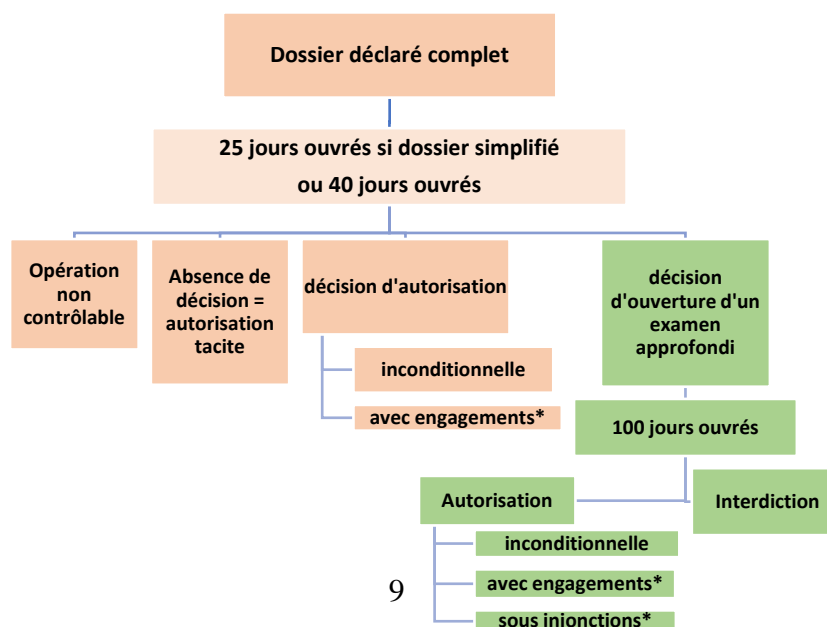 Dossier déclaré complet
25 jours ouvrés si dossier simplifié
ou 40 jours ouvrés
Opération
non
contrôlable
Absence de
décision =
autorisation
tacite
décision d'autorisation
inconditionnelle
avec engagements*
décision
d'ouverture d'un
examen
approfondi
100 jours ouvrés
Autorisation
Interdiction
inconditionnelle
avec engagements*
sous injonctions*
9